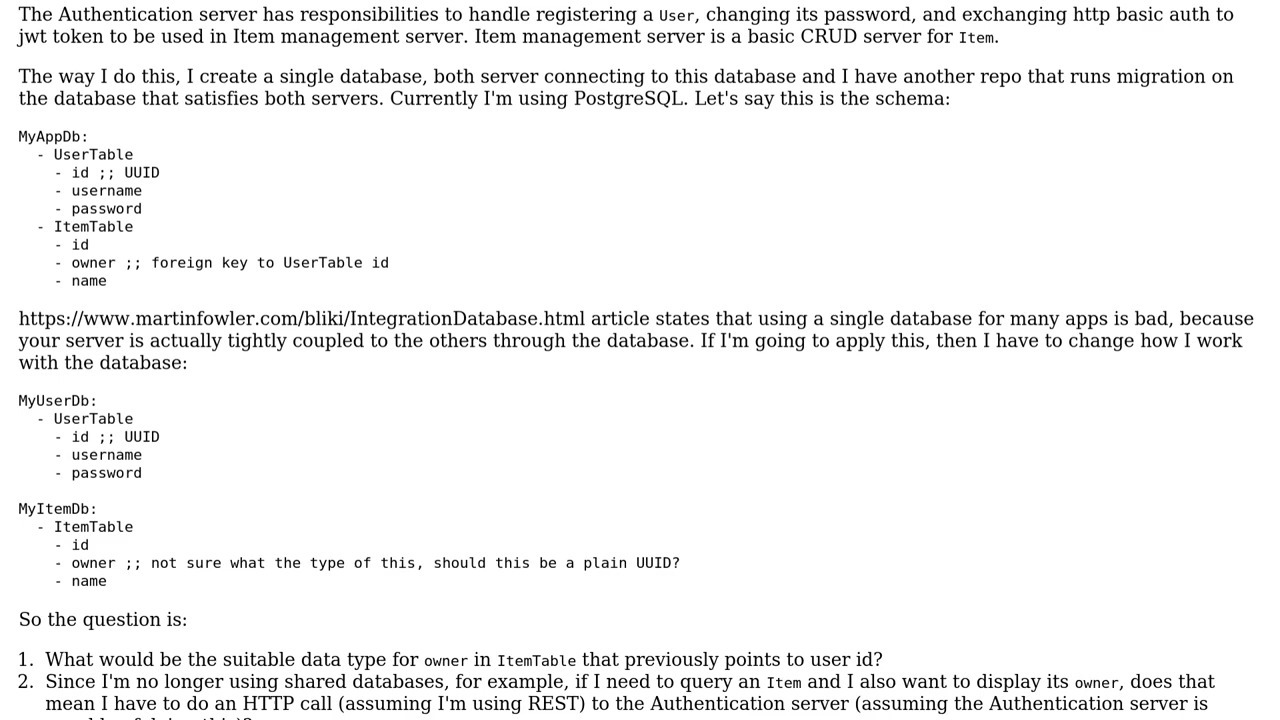 The Authentication server has responsibilities to handle registering a User, changing its password, and exchanging http basic auth to
jwt token to be used in Item management server. Item management server is a basic CRUD server for Item.
The way I do this, I create a single database, both server connecting to this database and I have another repo that runs migration on
the database that satisfies both servers. Currently I'm using PostgreSQL. Let's say this is the schema:
MyAppDb:
- UserTable
- id ;; UUID
- username
- password
- ItemTable
- id
- owner ;; foreign key to UserTable id
- name
https://www.martinfowler.com/bliki/IntegrationDatabase.html article states that using a single database for many apps is bad, because
your server is actually tightly coupled to the others through the database. If I'm going to apply this, then I have to change how I work
with the database:
MyUserDb:
- UserTable
- id ;; UUID
- username
- password
MyItemDb:
- ItemTable
- id
- owner ;; not sure what the type of this, should this be a plain UUID?
- name
So the question is:
1. What would be the suitable data type for owner in ItemTable that previously points to user id?
2. Since I'm no longer using shared databases, for example, if I need to query an Item and I also want to display its owner, does that
mean I have to do an HTTP call (assuming I'm using REST) to the Authentication server (assuming the Authentication server is